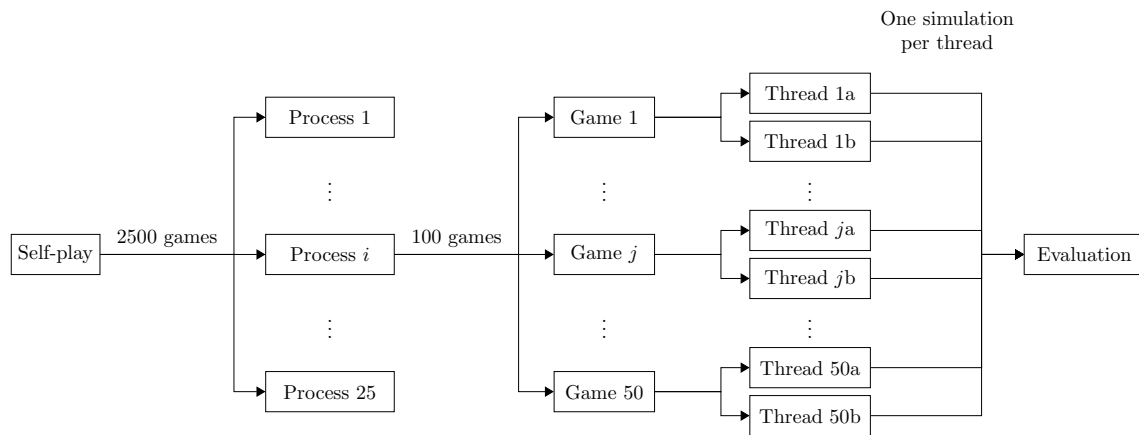 One simulation
per thread
Process 1
⋮
Process i
⋮
Process 25
Self-play
2500 games
100 games
Game 1
⋮
Game j
⋮
Game 50
Thread 1a
Thread 1b
⋮
Thread ja
Thread jb
⋮
Thread 50a
Thread 50b
Evaluation